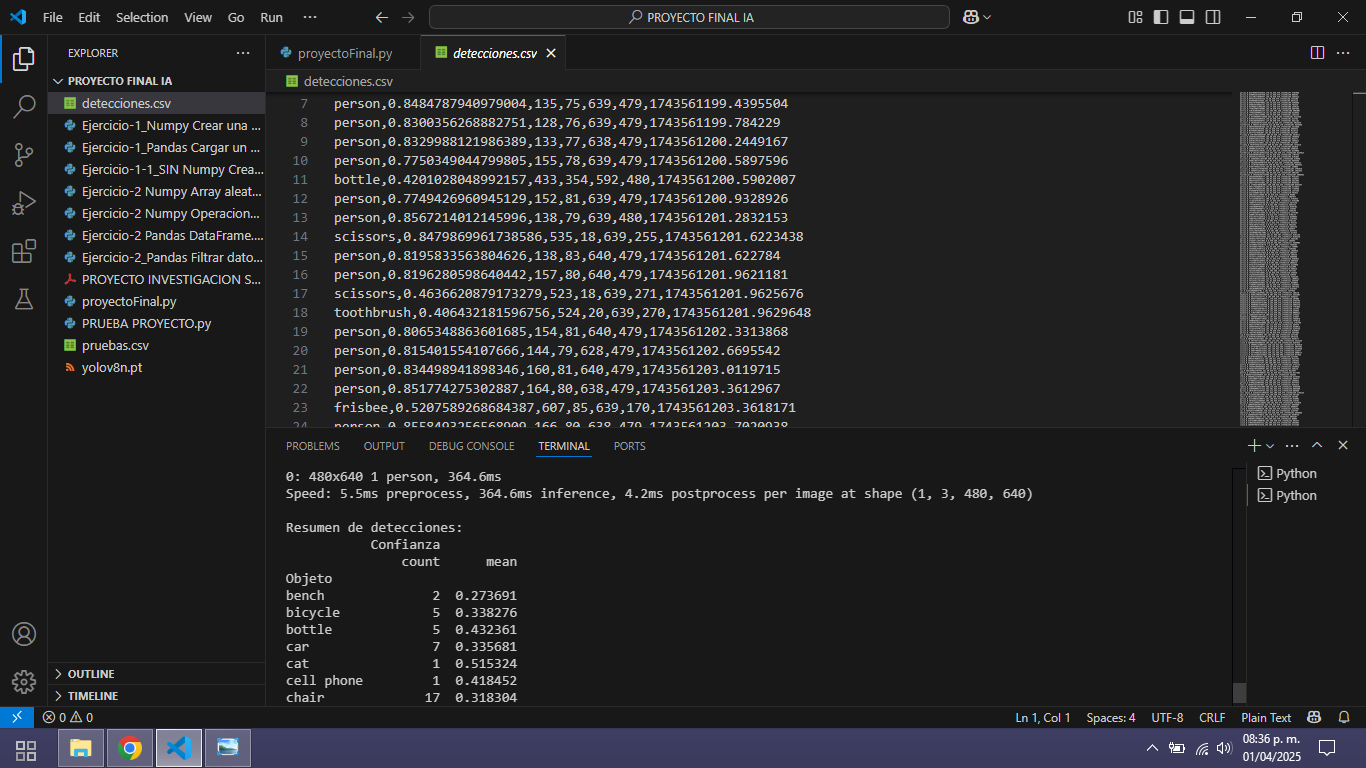 File Edit Selection View Go Run ··· PROYECTO FINAL IA
EXPLORER ···
PROYECTO FINAL IA
detecciones.csv
Ejercicio-1_Numpy Crear una ...
Ejercicio-1_Pandas Cargar un ...
Ejercicio-1-1_SIN Numpy Crea...
Ejercicio-2 Numpy Array aleat...
Ejercicio-2 Numpy Operacion...
Ejercicio-2 Pandas DataFrame....
Ejercicio-2_Pandas Filtrar dato...
PROYECTO INVESTIGACION S...
proyectoFinal.py
PRUEBA PROYECTO.py
pruebas.csv
yolov8n.pt
OUTLINE
TIMELINE
proyectoFinal.py detecciones.csv
detecciones.csv
7 person,0.8484787940979004,135,75,639,479,1743561199.4395504
8 person,0.8300356268882751,128,76,639,479,1743561199.784229
9 person,0.8329988121986389,133,77,638,479,1743561200.2449167
10 person,0.7750349044799805,155,78,639,479,1743561200.5897596
11 bottle,0.4201028048992157,433,354,592,480,1743561200.5902007
12 person,0.7749426960945129,152,81,639,479,1743561200.9328926
13 person,0.8567214012145996,138,79,639,480,1743561201.2832153
14 scissors,0.8479869961738586,535,18,639,255,1743561201.6223438
15 person,0.8195833563804626,138,83,640,479,1743561201.622784
16 person,0.8196280598640442,157,80,640,479,1743561201.9621181
17 scissors,0.4636620879173279,523,18,639,271,1743561201.9625676
18 toothbrush,0.406432181596756,524,20,639,270,1743561201.9629648
19 person,0.8065348863601685,154,81,640,479,1743561202.3313868
20 person,0.815401554107666,144,79,628,479,1743561202.6695542
21 person,0.834498941898346,160,81,640,479,1743561203.0119715
22 person,0.851774275302887,164,80,638,479,1743561203.3612967
23 frisbee,0.5207589268684387,607,85,639,170,1743561203.3618171
24 person,0.8558493256568909,166,80,638,479,1743561203.7020938
PROBLEMS OUTPUT DEBUG CONSOLE TERMINAL PORTS
0: 480x640 1 person, 364.6ms
Speed: 5.5ms preprocess, 364.6ms inference, 4.2ms postprocess per image at shape (1, 3, 480, 640)
Resumen de detecciones:
Confianza
count mean
Objeto
bench 2 0.273691
bicycle 5 0.338276
bottle 5 0.432361
car 7 0.335681
cat 1 0.515324
cell phone 1 0.418452
chair 17 0.318304
Python
Python
0 0 Ln 1, Col 1 Spaces: 4 UTF-8 CRLF Plain Text
08:36 p. m.
01/04/2025